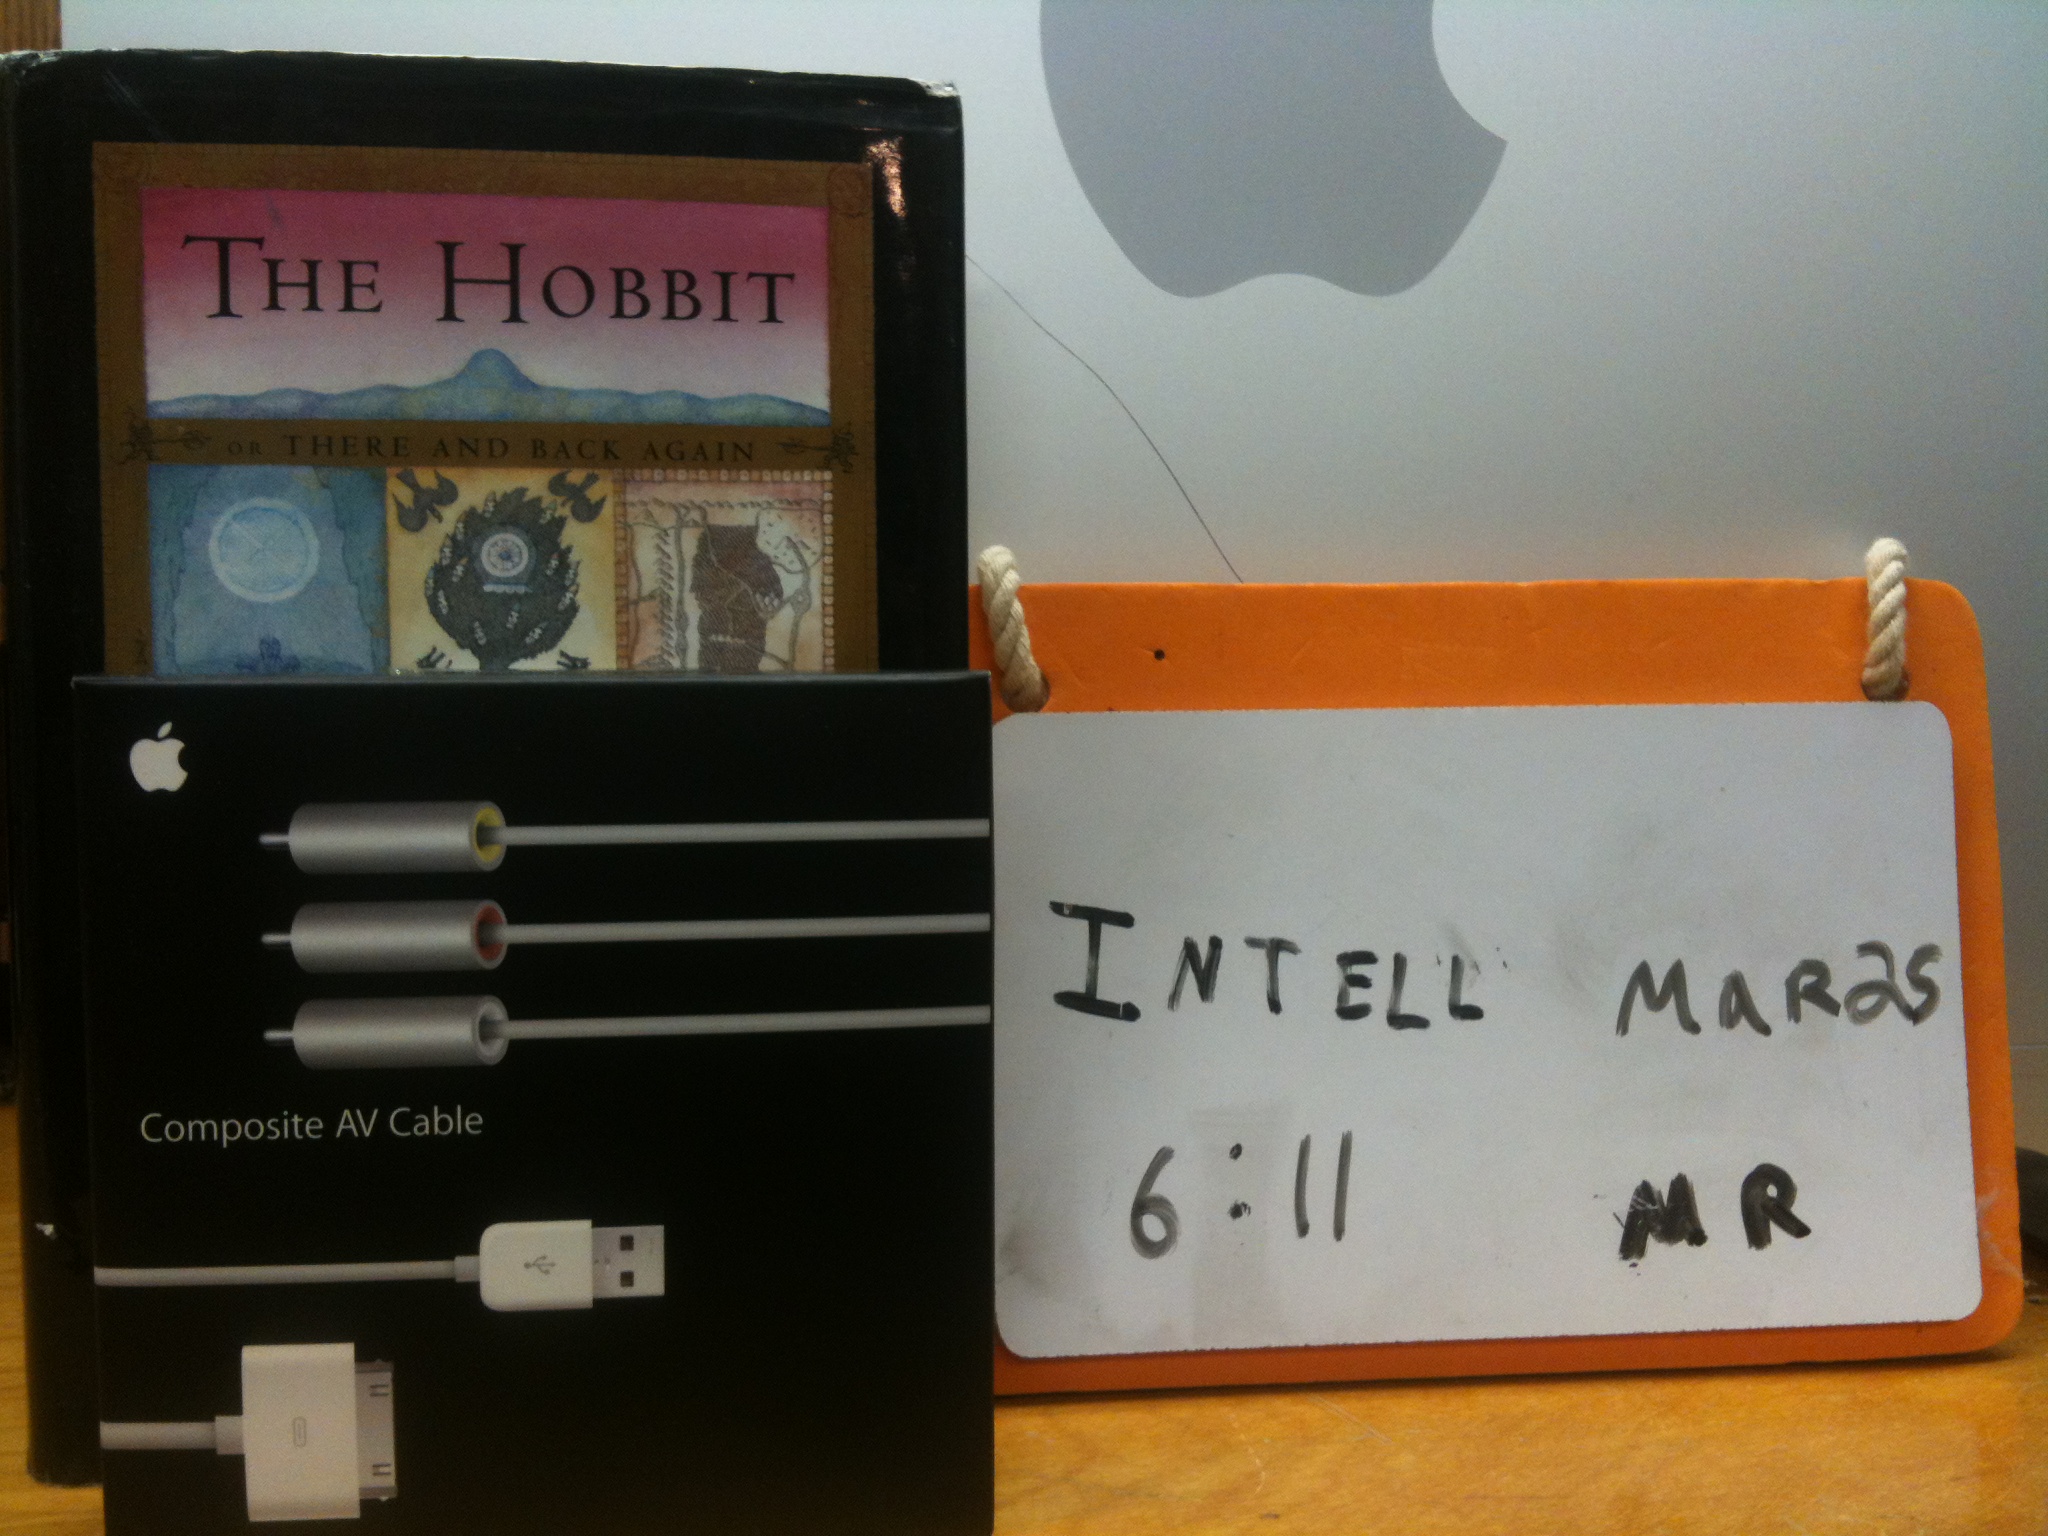 THE HOBBIT
OR THERE AND BACK AGAIN
Composite AV Cable
INTELL MaR25
6:11 MR